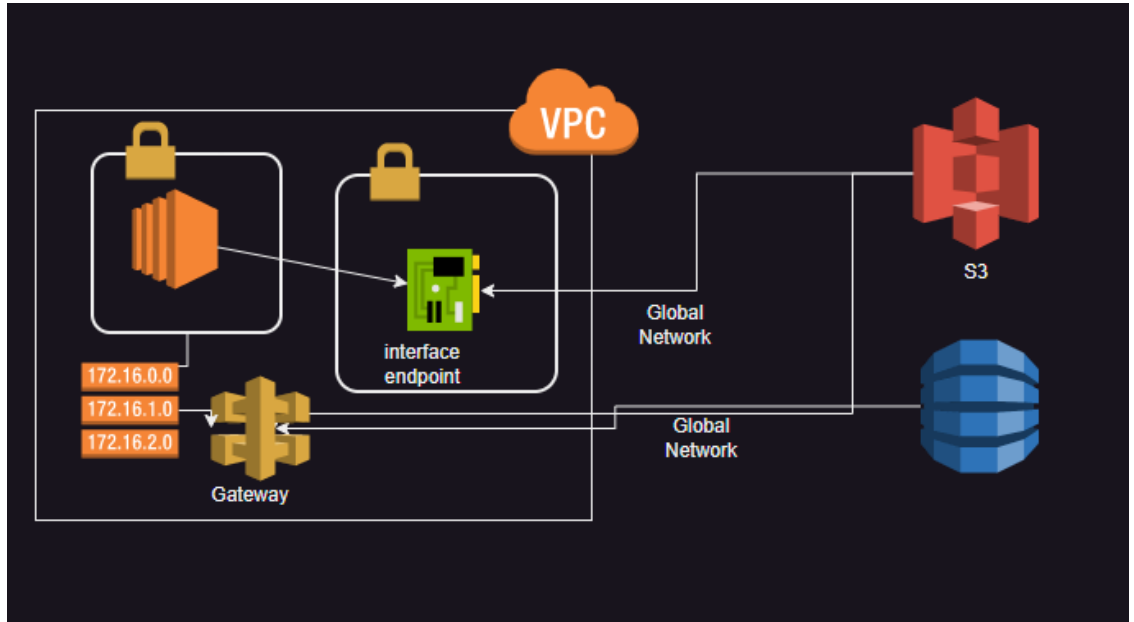 VPC
S3
Global
Network
interface
endpoint
172.16.0.0
172.16.1.0
172.16.2.0
Global
Network
Gateway